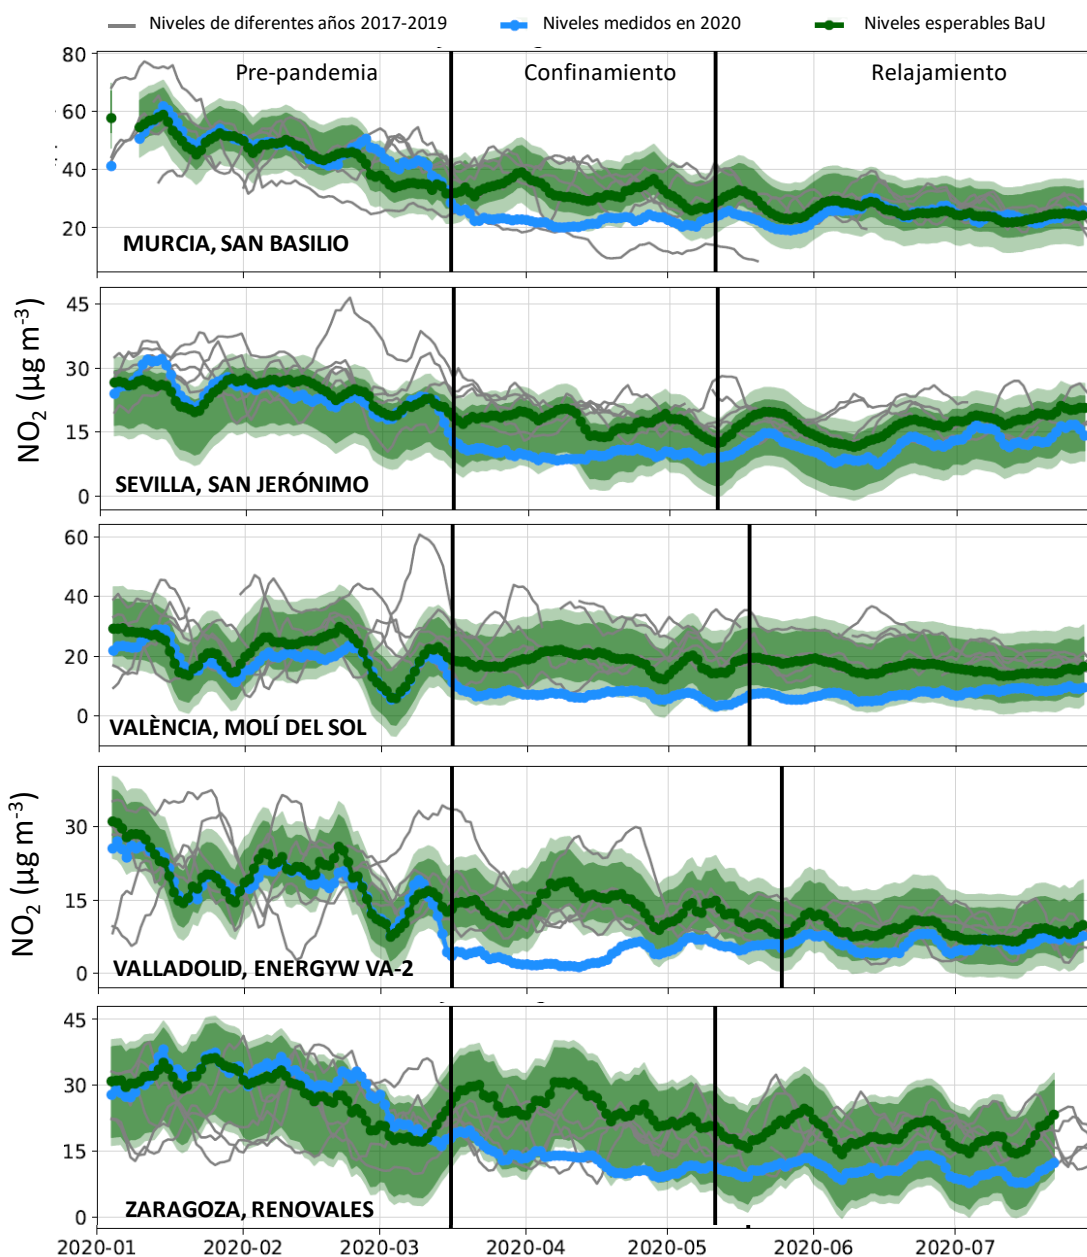 Niveles de diferentes años 2017-2019 Niveles medidos en 2020 Niveles esperables BaU
Pre-pandemia Confinamiento Relajamiento
80
60
40
20
MURCIA, SAN BASILIO
NO2 (µg m-3)
45
30
15
0
SEVILLA, SAN JERÓNIMO
60
40
20
0
VALÈNCIA, MOLÍ DEL SOL
NO2 (µg m-3)
30
15
0
VALLADOLID, ENERGYW VA-2
45
30
15
0
ZARAGOZA, RENOVALES
2020-01 2020-02 2020-03 2020-04 2020-05 2020-06 2020-07